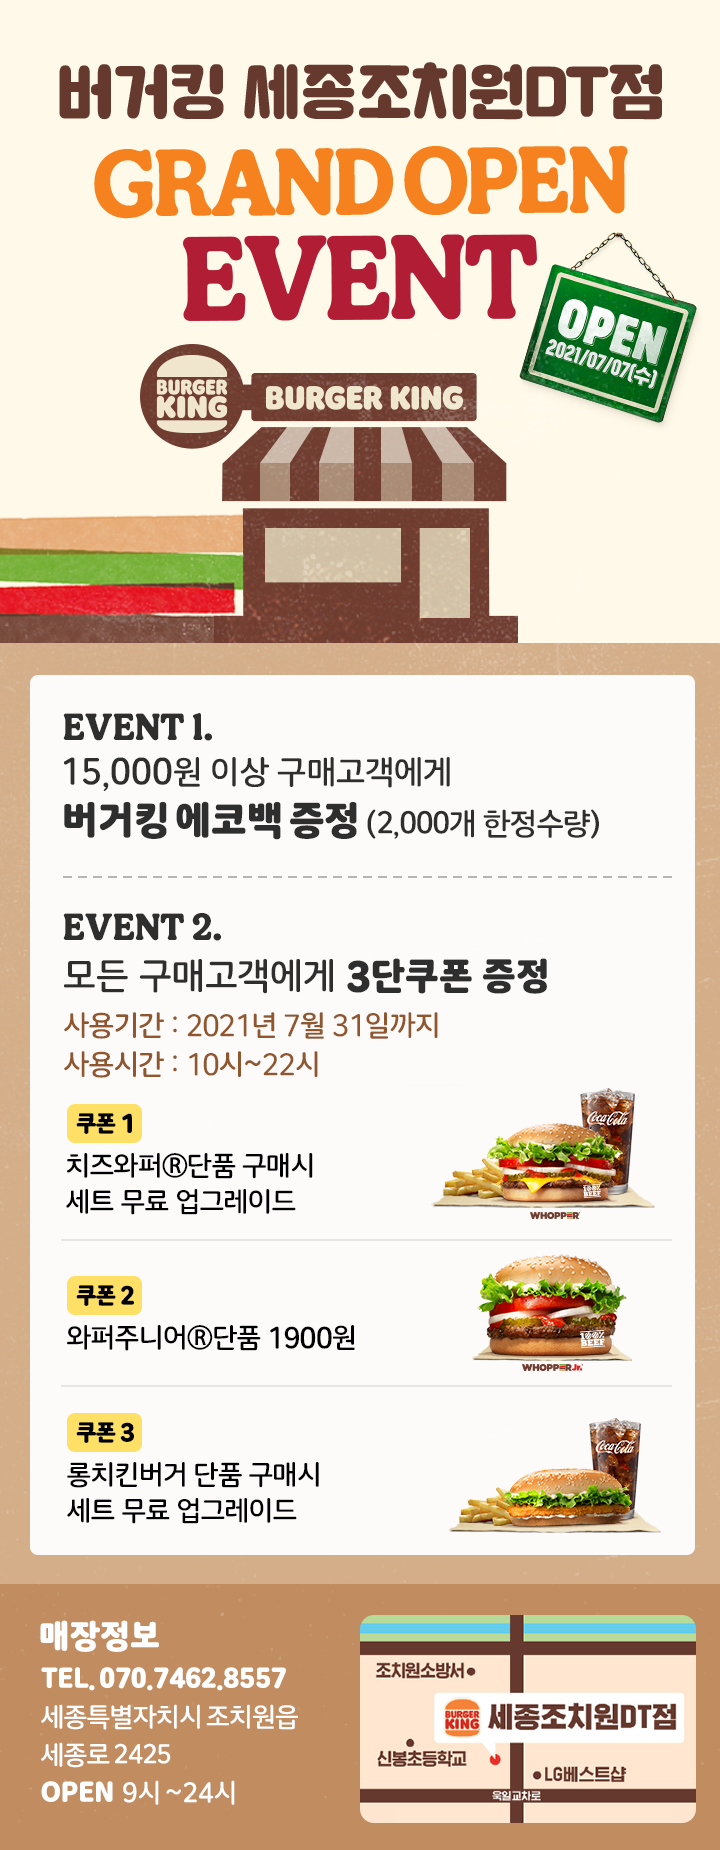 버거킹 세종조치원DT점
GRAND OPEN
EVENT
OPEN
2021/07/07(수)
BURGER
KING
BURGER KING
EVENT 1.
15,000원 이상 구매고객에게
버거킹 에코백 증정 (2,000개 한정수량)
EVENT 2.
모든 구매고객에게 3단쿠폰 증정
사용기간 : 2021년 7월 31일까지
사용시간 : 10시~22시
쿠폰 1
치즈와퍼®단품 구매시
세트 무료 업그레이드
Coca-Cola
100%
BEEF
WHOPPER
쿠폰 2
와퍼주니어®단품 1900원
100%
BEEF
WHOPPER Jr.
쿠폰 3
롱치킨버거 단품 구매시
세트 무료 업그레이드
Coca-Cola
매장정보
TEL. 070.7462.8557
세종특별자치시 조치원읍
세종로 2425
OPEN 9시 ~24시
조치원소방서
BURGER
KING
세종조치원DT점
신봉초등학교
LG베스트샵
욱일교차로